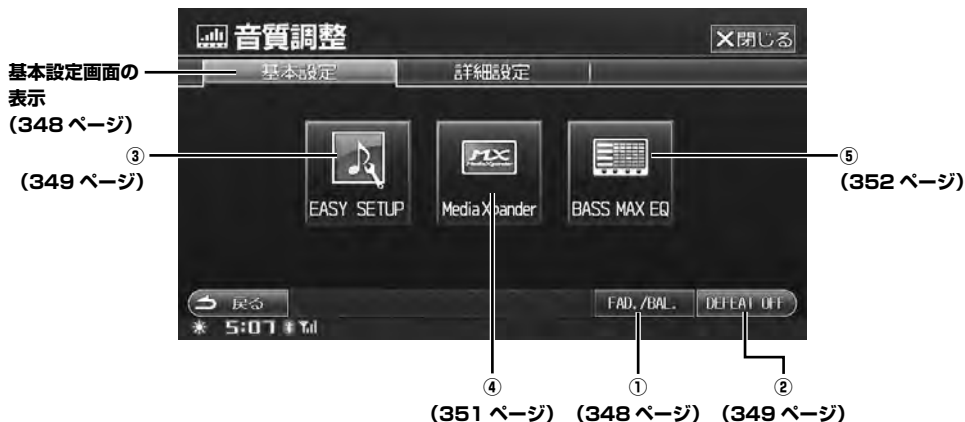 音質調整
×閉じる
基本設定
詳細設定
基本設定画面の
表示
（348 ページ）
③
（349 ページ）
EASY SETUP
MX
MediaXpander
MediaXpander
BASS MAX EQ
⑤
（352 ページ）
戻る
FAD./BAL.
DEFEAT OFF
5:07
④
（351 ページ）
①
（348 ページ）
②
（349 ページ）